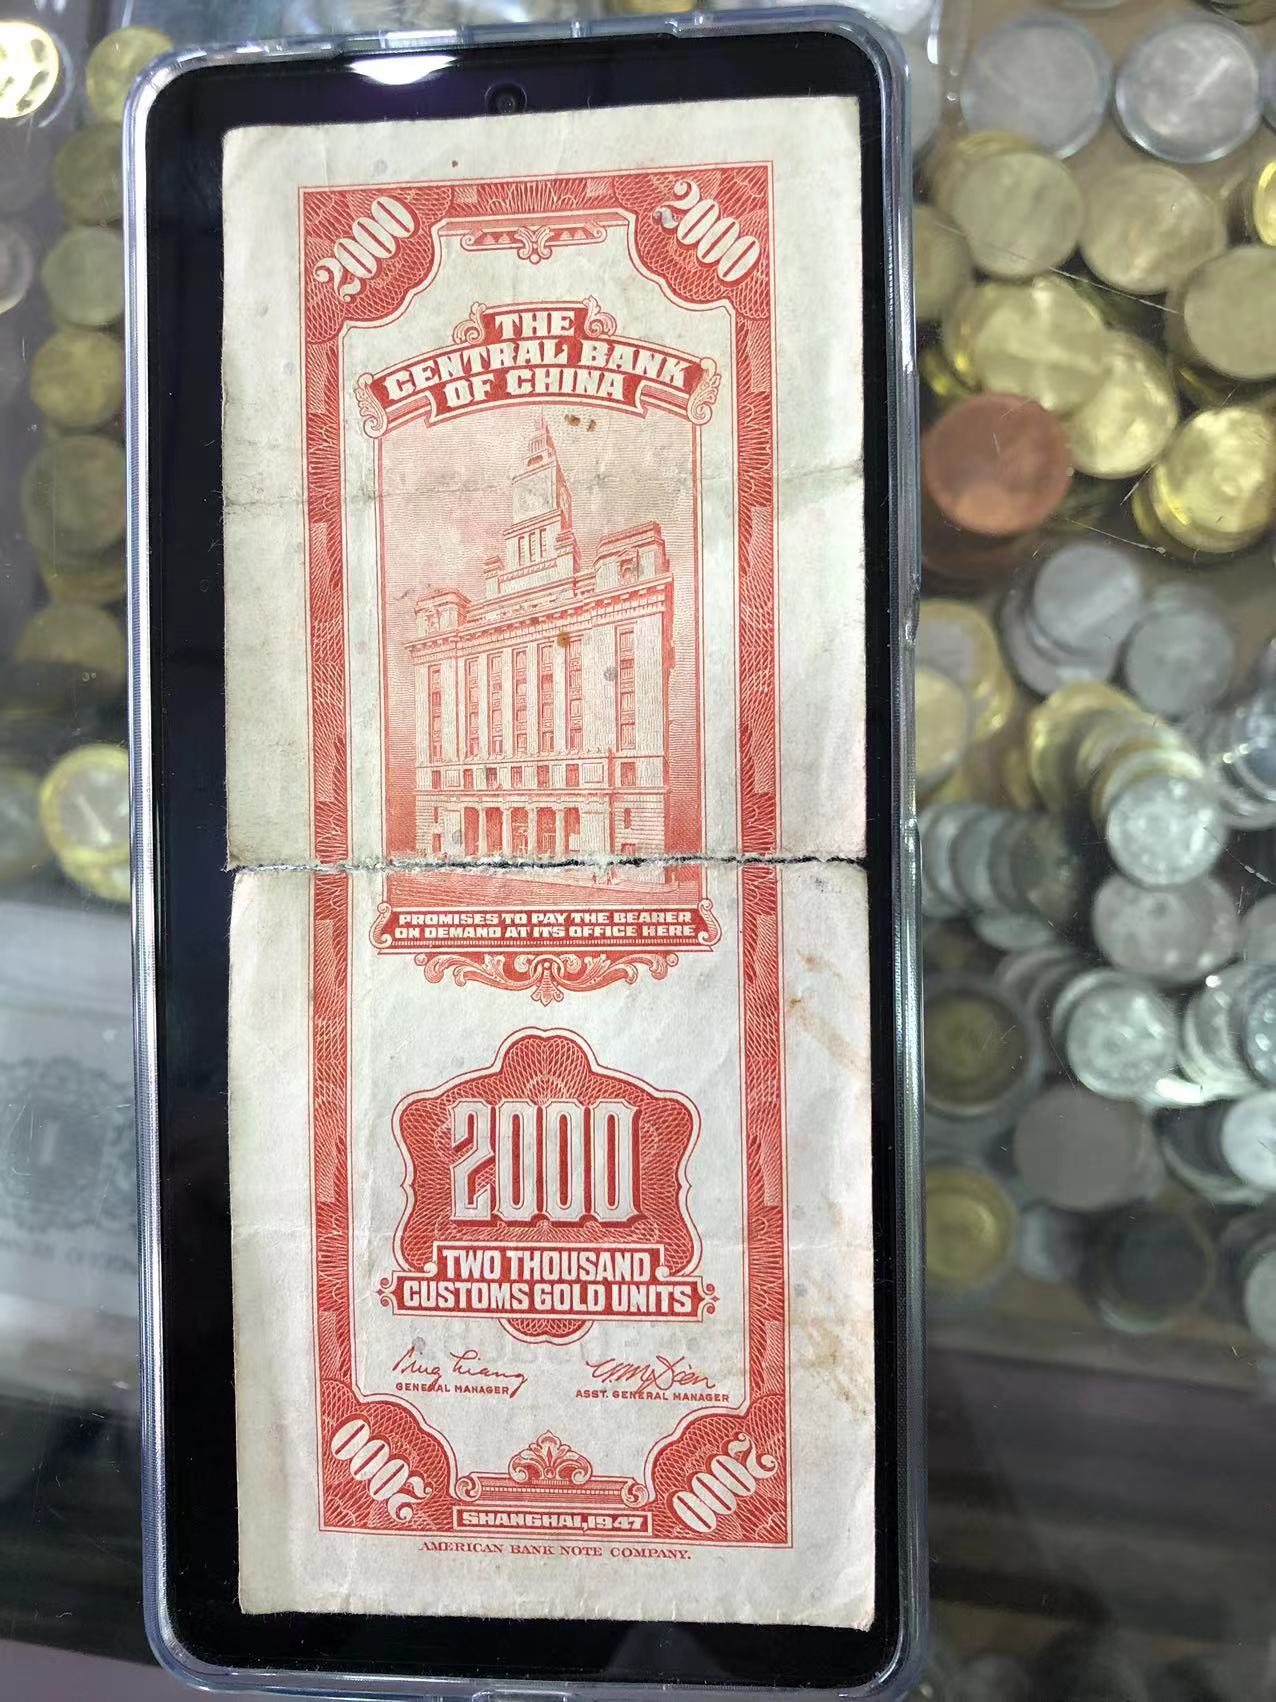 2000
2000
THE
CENTRAL BANK
OF CHINA
PROMISES TO PAY THE BEARER
ON DEMAND AT ITS OFFICE HERE
2000
TWO THOUSAND
CUSTOMS GOLD UNITS
GENERAL MANAGER
ASST. GENERAL MANAGER
2000
2000
SHANGHAI, 1947
AMERICAN BANK NOTE COMPANY.